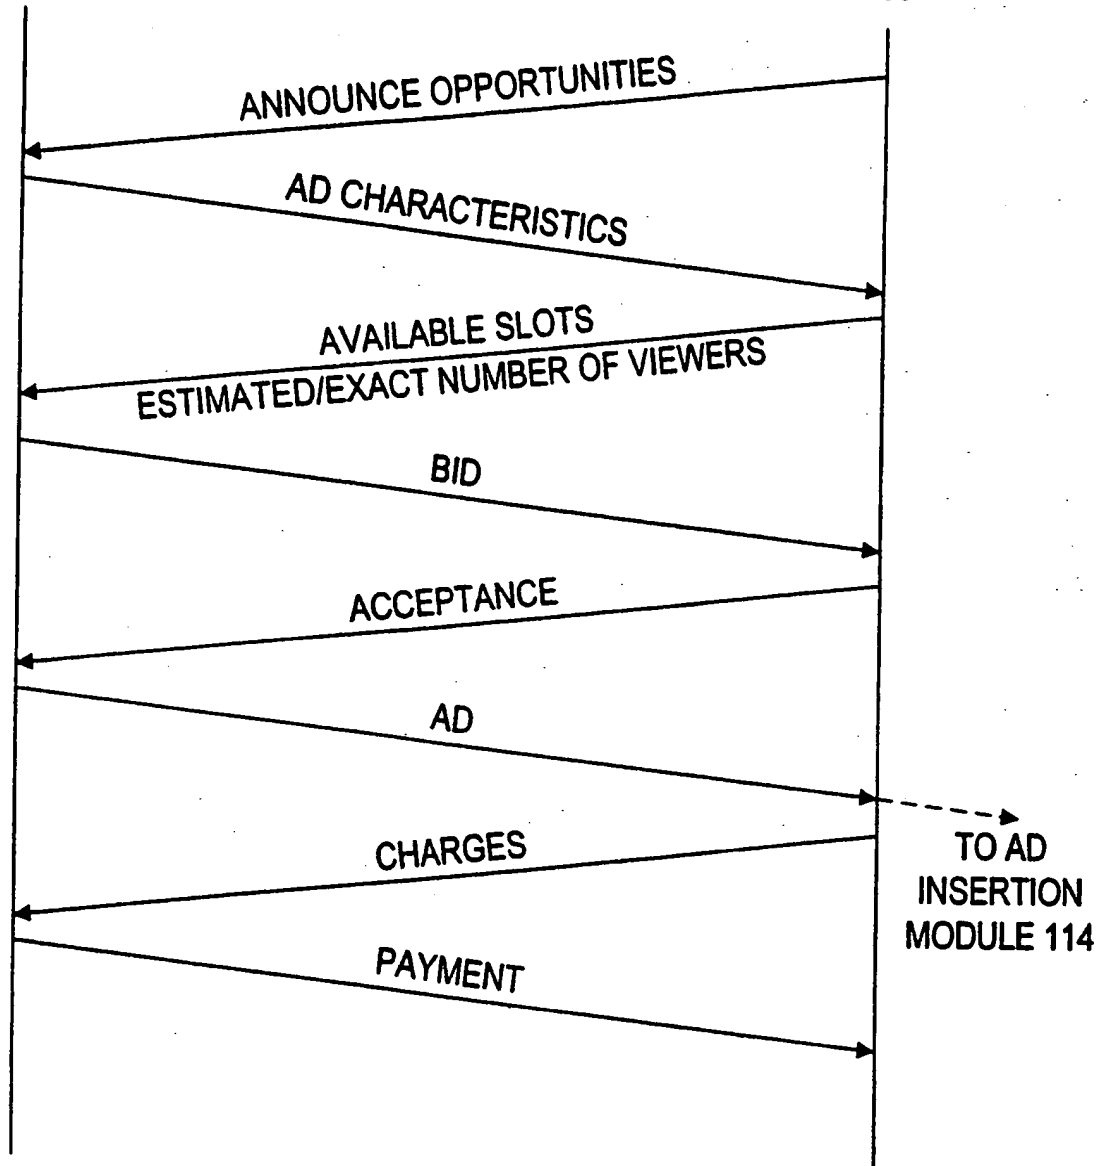 ANNOUNCE OPPORTUNITIES
AD CHARACTERISTICS
AVAILABLE SLOTS
ESTIMATED/EXACT NUMBER OF VIEWERS
BID
ACCEPTANCE
AD
TO AD
INSERTION
MODULE 114
CHARGES
PAYMENT